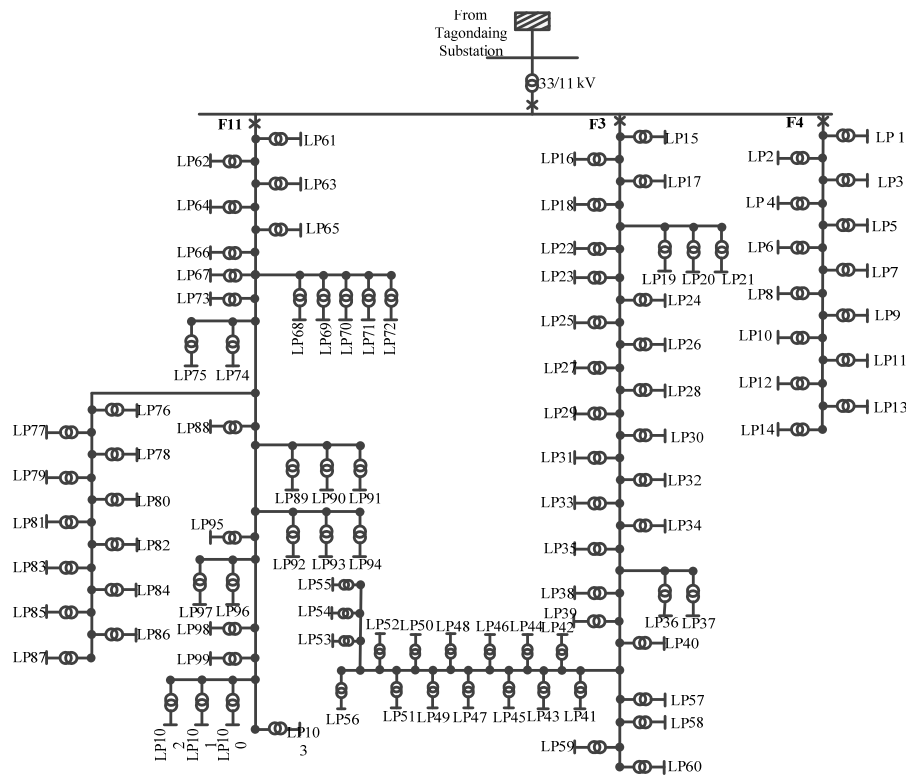 From
Tagondaing
Substation
33/11 kV
F11
F3
F4
LP61
LP62
LP63
LP64
LP65
LP66
LP67
LP73
LP68
LP69
LP70
LP71
LP72
LP75
LP74
LP76
LP77
LP78
LP79
LP80
LP81
LP82
LP83
LP84
LP85
LP86
LP87
LP88
LP89
LP90
LP91
LP95
LP92
LP93
LP94
LP97
LP96
LP98
LP99
LP10
2
LP10
1
LP10
0
LP10
3
LP15
LP16
LP17
LP18
LP19
LP20
LP21
LP22
LP23
LP24
LP25
LP26
LP27
LP28
LP29
LP30
LP31
LP32
LP33
LP34
LP35
LP36
LP37
LP38
LP39
LP40
LP55
LP54
LP53
LP52
LP50
LP48
LP46
LP44
LP42
LP56
LP51
LP49
LP47
LP45
LP43
LP41
LP57
LP58
LP59
LP60
LP 1
LP2
LP3
LP 4
LP5
LP6
LP7
LP8
LP9
LP10
LP11
LP12
LP13
LP14